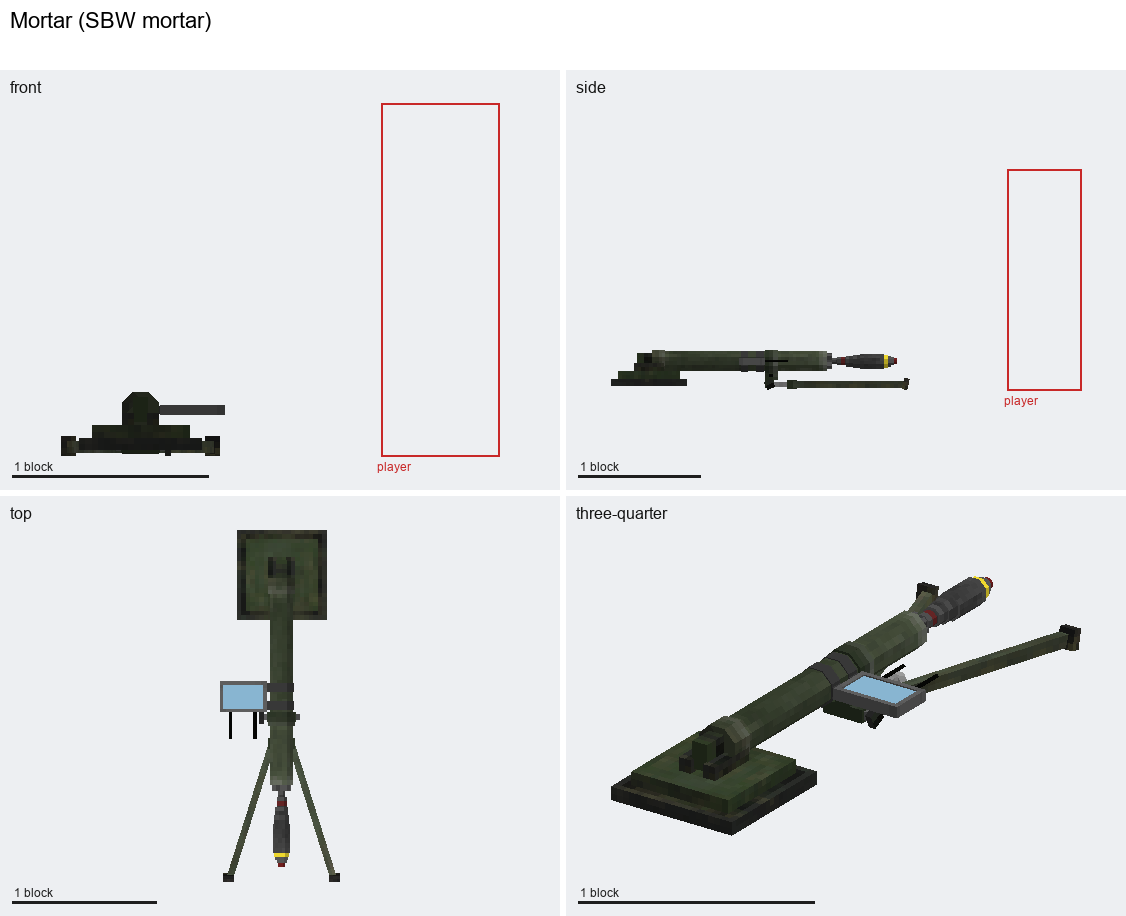 Mortar (SBW mortar)
front
side
player
1 block
player
1 block
top
three-quarter
1 block
1 block